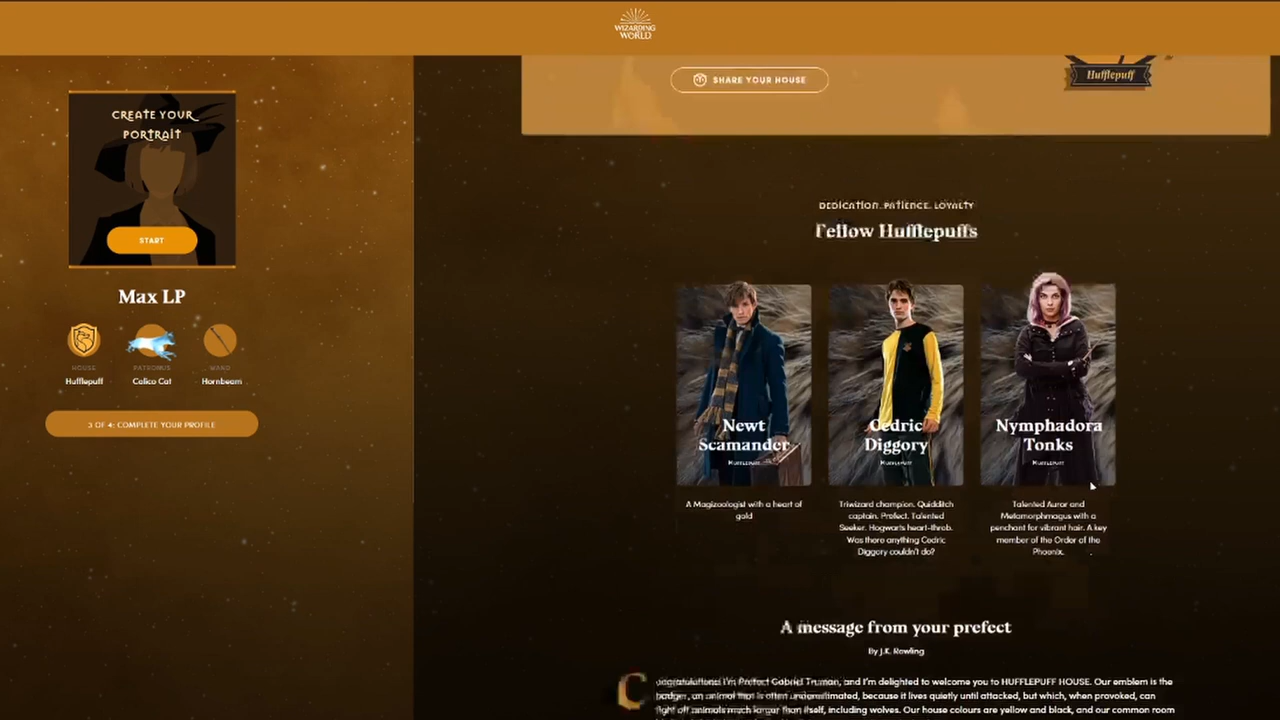 WIZARDING
WORLD
CREATE YOUR
PORTRAIT
START
Max LP
HOUSE
PATRONUS
WAND
Hufflepuff
Calico Cat
Hornbeam
3 OF 4: COMPLETE YOUR PROFILE
SHARE YOUR HOUSE
Hufflepuff
DEDICATION. PATIENCE. LOYALTY
Fellow Hufflepuffs
Newt
Scamander
HUFFLEPUFF
A Magizoologist with a heart of
gold
Cedric
Diggory
HUFFLEPUFF
Triwizard champion. Quidditch
captain. Prefect. Talented
Seeker. Hogwarts heart-throb.
Was there anything Cedric
Diggory couldn't do?
Nymphadora
Tonks
HUFFLEPUFF
Talented Auror and
Metamorphmagus with a
penchant for vibrant hair. A key
member of the Order of the
Phoenix.
A message from your prefect
By J.K. Rowling
Congratulations! I'm Prefect Gabriel Truman, and I'm delighted to welcome you to HUFFLEPUFF HOUSE. Our emblem is the
badger, an animal that is often underestimated, because it lives quietly until attacked, but which, when provoked, can
fight off animals much larger than itself, including wolves. Our house colours are yellow and black, and our common room